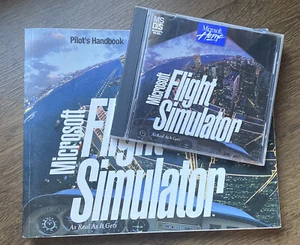 Pilot's Handbook
Microsoft
Flight
Simulator
As Real As It Gets
Microsoft
Home
Microsoft
Flight
Simulator
As Real As It Gets